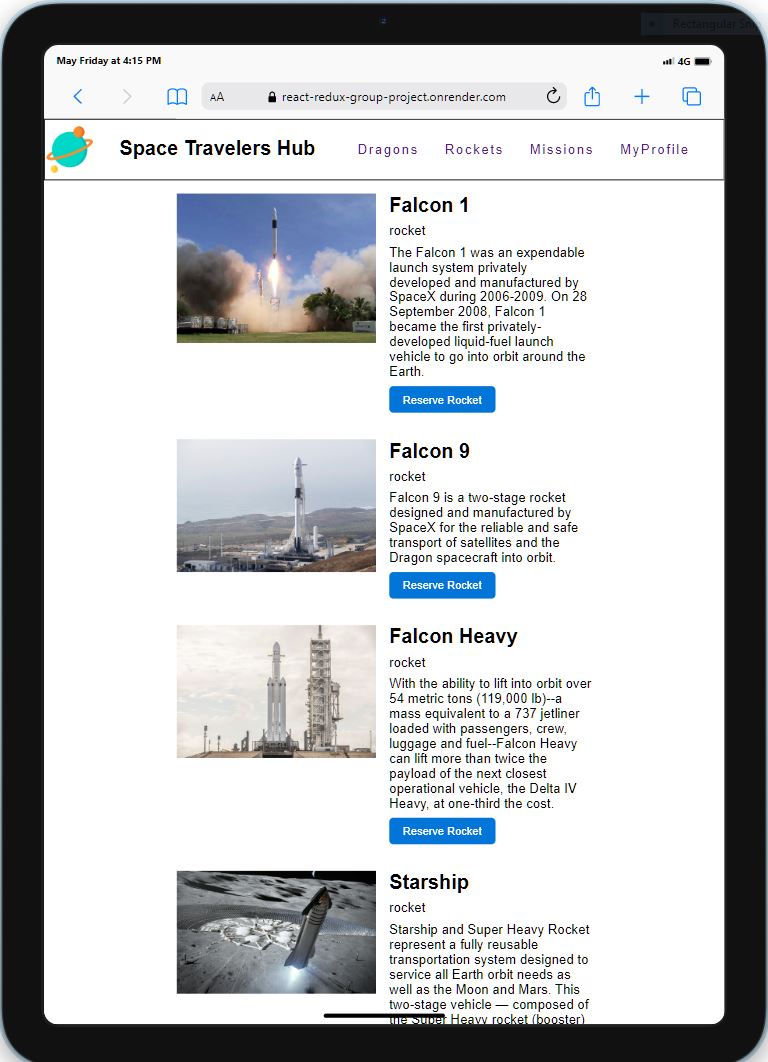 Rectangular Snip
May Friday at 4:15 PM
4G
AA
react-redux-group-project.onrender.com
Space Travelers Hub
Dragons
Rockets
Missions
MyProfile
Falcon 1
rocket
The Falcon 1 was an expendable
launch system privately
developed and manufactured by
SpaceX during 2006-2009. On 28
September 2008, Falcon 1
became the first privately-
developed liquid-fuel launch
vehicle to go into orbit around the
Earth.
Reserve Rocket
Falcon 9
rocket
Falcon 9 is a two-stage rocket
designed and manufactured by
SpaceX for the reliable and safe
transport of satellites and the
Dragon spacecraft into orbit.
Reserve Rocket
Falcon Heavy
rocket
With the ability to lift into orbit over
54 metric tons (119,000 lb)--a
mass equivalent to a 737 jetliner
loaded with passengers, crew,
luggage and fuel--Falcon Heavy
can lift more than twice the
payload of the next closest
operational vehicle, the Delta IV
Heavy, at one-third the cost.
Reserve Rocket
Starship
rocket
Starship and Super Heavy Rocket
represent a fully reusable
transportation system designed to
service all Earth orbit needs as
well as the Moon and Mars. This
two-stage vehicle — composed of
the Super Heavy rocket (booster)